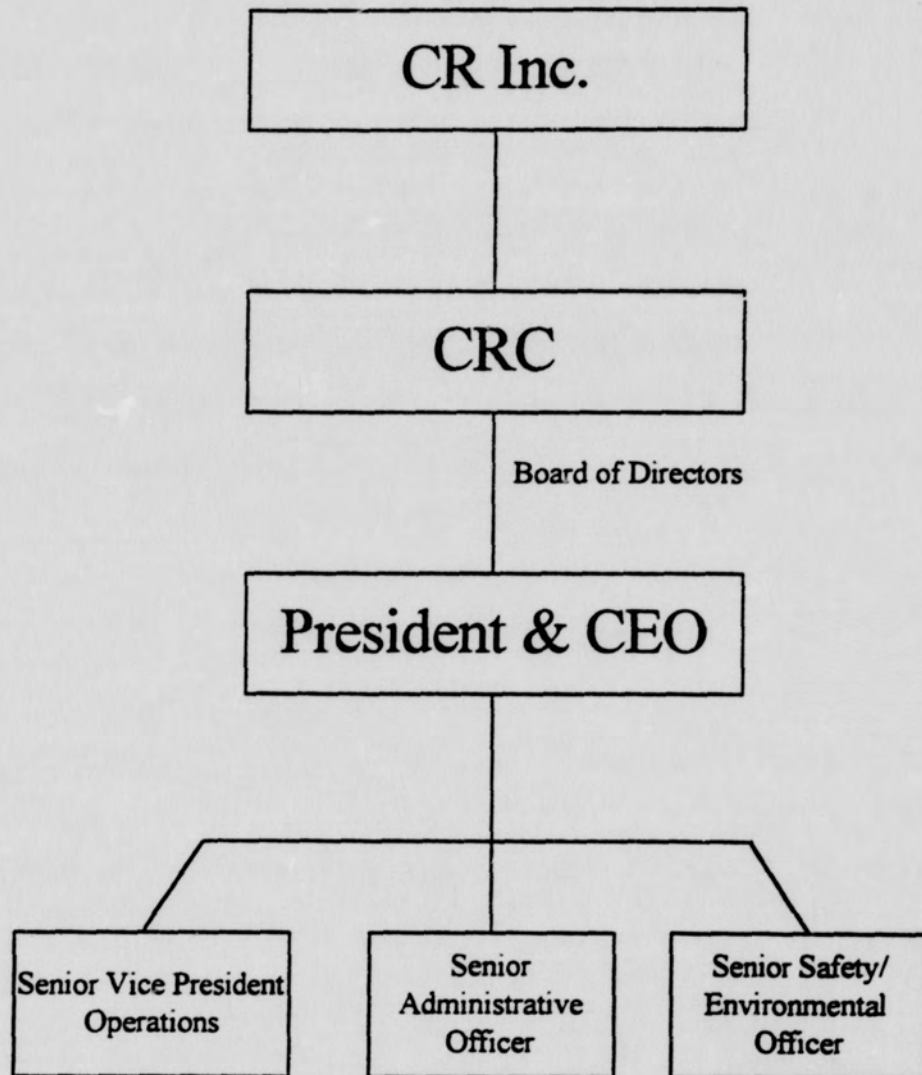 CR Inc.
CRC
Board of Directors
President & CEO
Senior Vice President
Operations
Senior
Administrative
Officer
Senior Safety/
Environmental
Officer